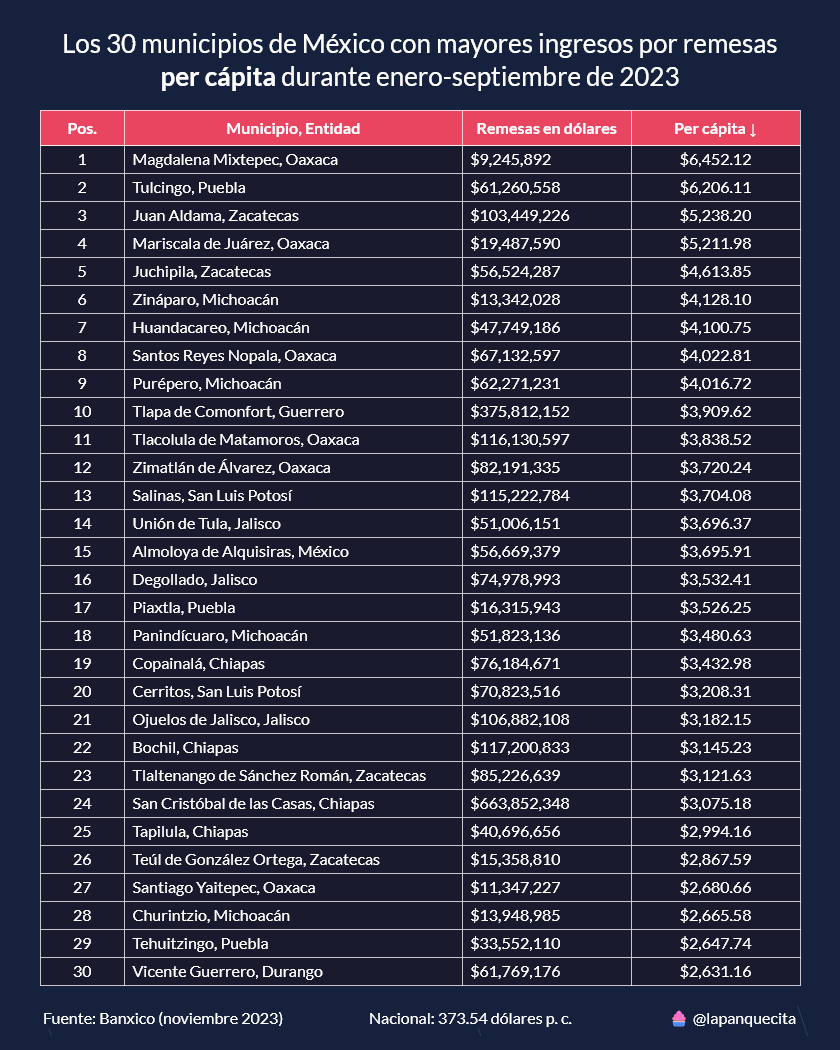 Los 30 municipios de México con mayores ingresos por remesas
per cápita durante enero-septiembre de 2023
Pos. Municipio, Entidad Remesas en dólares Per cápita ↓
1 Magdalena Mixtepec, Oaxaca $9,245,892 $6,452.12
2 Tulcingo, Puebla $61,260,558 $6,206.11
3 Juan Aldama, Zacatecas $103,449,226 $5,238.20
4 Mariscala de Juárez, Oaxaca $19,487,590 $5,211.98
5 Juchipila, Zacatecas $56,524,287 $4,613.85
6 Zináparo, Michoacán $13,342,028 $4,128.10
7 Huandacareo, Michoacán $47,749,186 $4,100.75
8 Santos Reyes Nopala, Oaxaca $67,132,597 $4,022.81
9 Purépero, Michoacán $62,271,231 $4,016.72
10 Tlapa de Comonfort, Guerrero $375,812,152 $3,909.62
11 Tlacolula de Matamoros, Oaxaca $116,130,597 $3,838.52
12 Zimatlán de Álvarez, Oaxaca $82,191,335 $3,720.24
13 Salinas, San Luis Potosí $115,222,784 $3,704.08
14 Unión de Tula, Jalisco $51,006,151 $3,696.37
15 Almoloya de Alquisiras, México $56,669,379 $3,695.91
16 Degollado, Jalisco $74,978,993 $3,532.41
17 Piaxtla, Puebla $16,315,943 $3,526.25
18 Panindícuaro, Michoacán $51,823,136 $3,480.63
19 Copainalá, Chiapas $76,184,671 $3,432.98
20 Cerritos, San Luis Potosí $70,823,516 $3,208.31
21 Ojuelos de Jalisco, Jalisco $106,882,108 $3,182.15
22 Bochil, Chiapas $117,200,833 $3,145.23
23 Tlaltenango de Sánchez Román, Zacatecas $85,226,639 $3,121.63
24 San Cristóbal de las Casas, Chiapas $663,852,348 $3,075.18
25 Tapilula, Chiapas $40,696,656 $2,994.16
26 Teúl de González Ortega, Zacatecas $15,358,810 $2,867.59
27 Santiago Yaitepec, Oaxaca $11,347,227 $2,680.66
28 Churintzio, Michoacán $13,948,985 $2,665.58
29 Tehuitzingo, Puebla $33,552,110 $2,647.74
30 Vicente Guerrero, Durango $61,769,176 $2,631.16
Fuente: Banxico (noviembre 2023) Nacional: 373.54 dólares p. c. @lapanquecita